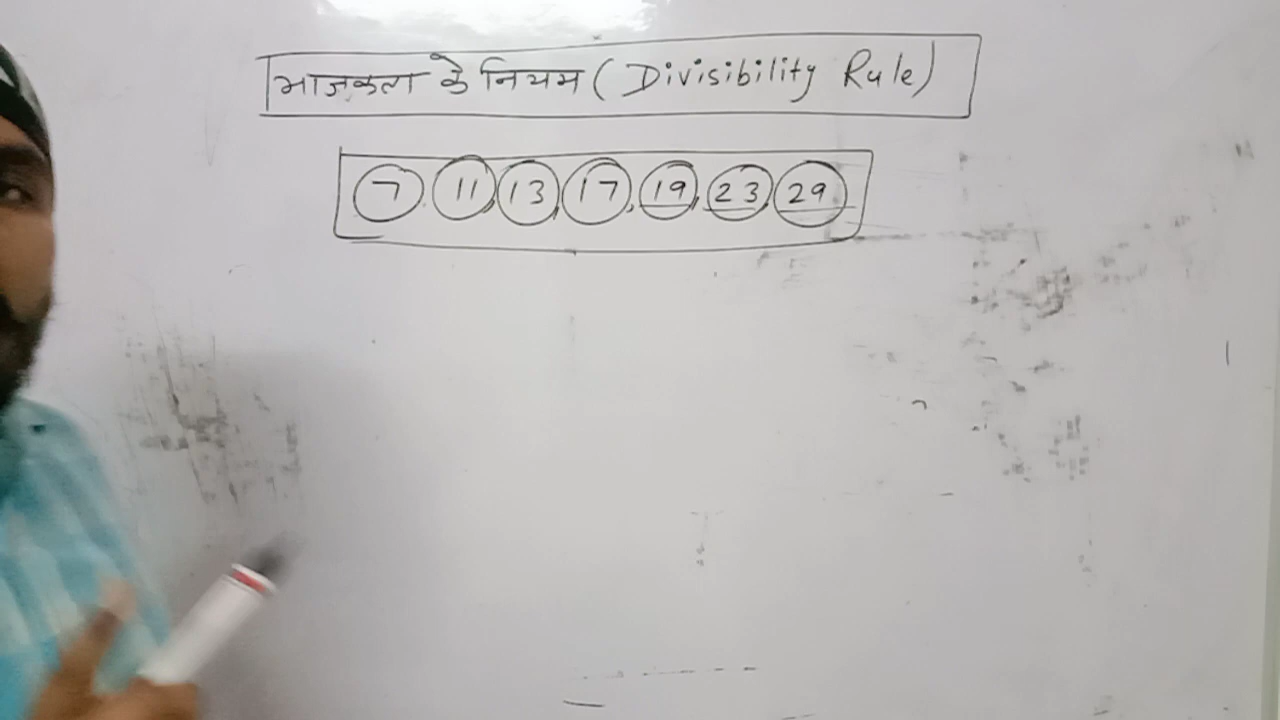 भाजकता के नियम ( Divisibility Rule )
7 11, 13, 17, 19, 23, 29